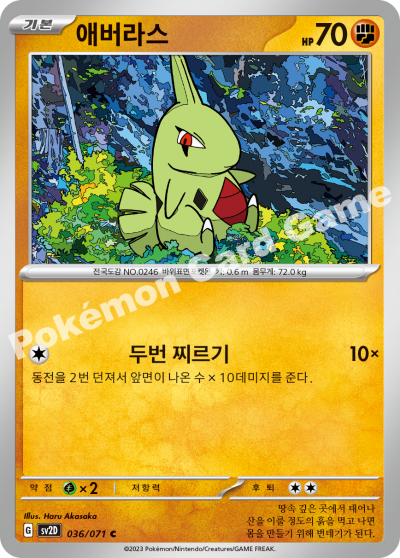 기본 애버라스 HP 70
전국도감 NO.0246 바위표면포켓몬 키: 0.6 m 몸무게: 72.0 kg
두번 찌르기 10×
동전을 2번 던져서 앞면이 나온 수 × 10데미지를 준다.
약점 ×2 저항력 후퇴
Illus. Haru Akasaka
땅속 깊은 곳에서 태어나
G SV2D 036/071 C
산을 이룰 정도의 흙을 먹고 나면
몸을 만들기 위해 번데기가 된다.
©2023 Pokémon/Nintendo/Creatures/GAME FREAK.
Pokémon Card Game